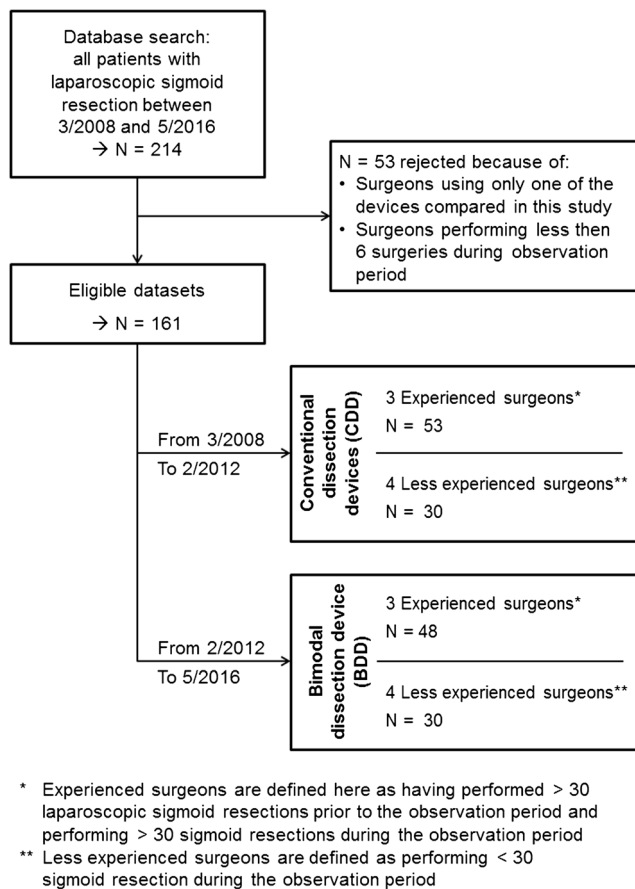 Database search:
all patients with
laparoscopic sigmoid
resection between
3/2008 and 5/2016
→ N = 214
N = 53 rejected because of:
• Surgeons using only one of the
devices compared in this study
• Surgeons performing less then
6 surgeries during observation
period
Eligible datasets
→ N = 161
From 3/2008
To 2/2012
Conventional
dissection
devices (CDD)
3 Experienced surgeons*
N = 53
4 Less experienced surgeons**
N = 30
From 2/2012
To 5/2016
Bimodal
dissection device
(BDD)
3 Experienced surgeons*
N = 48
4 Less experienced surgeons**
N = 30
* Experienced surgeons are defined here as having performed > 30
laparoscopic sigmoid resections prior to the observation period and
performing > 30 sigmoid resections during the observation period
** Less experienced surgeons are defined as performing < 30
sigmoid resection during the observation period